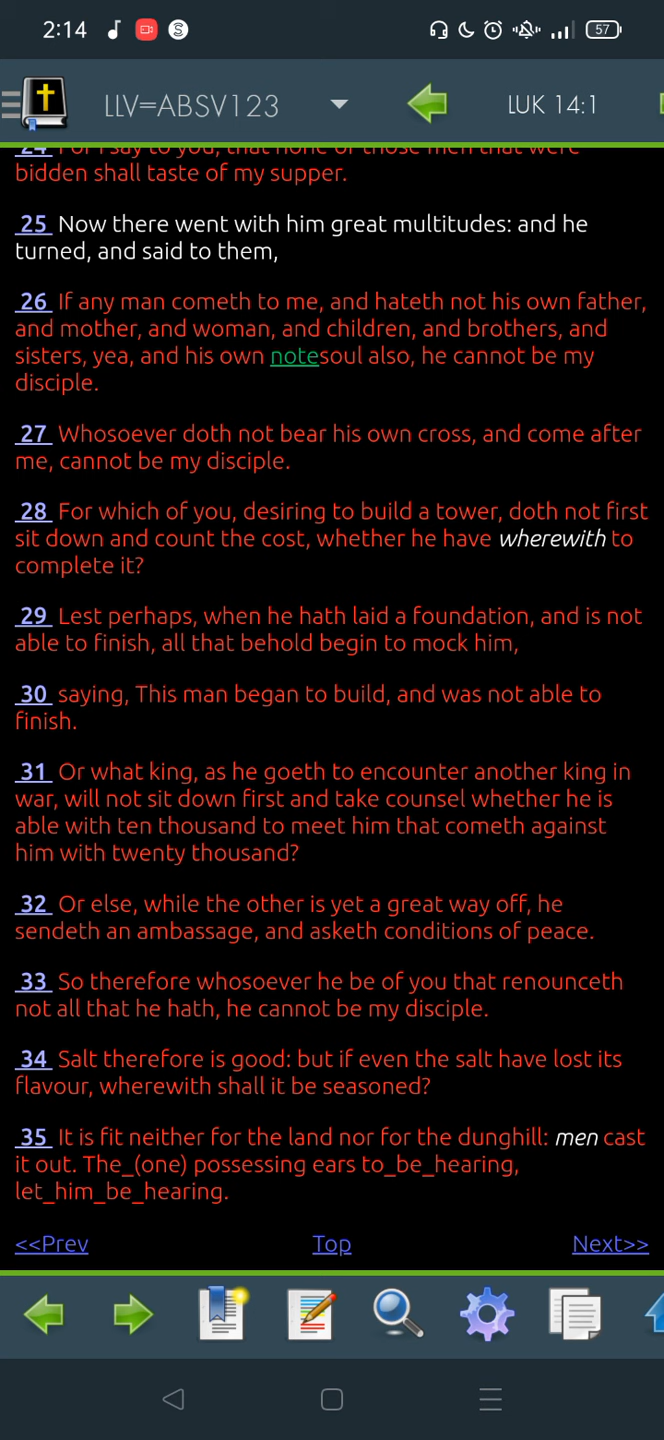 2:14
57
LLV=ABSV123
LUK 14:1
24 For I say to you, that none of those men that were
bidden shall taste of my supper.
25 Now there went with him great multitudes: and he
turned, and said to them,
26 If any man cometh to me, and hateth not his own father,
and mother, and woman, and children, and brothers, and
sisters, yea, and his own notesoul also, he cannot be my
disciple.
27 Whosoever doth not bear his own cross, and come after
me, cannot be my disciple.
28 For which of you, desiring to build a tower, doth not first
sit down and count the cost, whether he have wherewith to
complete it?
29 Lest perhaps, when he hath laid a foundation, and is not
able to finish, all that behold begin to mock him,
30 saying, This man began to build, and was not able to
finish.
31 Or what king, as he goeth to encounter another king in
war, will not sit down first and take counsel whether he is
able with ten thousand to meet him that cometh against
him with twenty thousand?
32 Or else, while the other is yet a great way off, he
sendeth an ambassage, and asketh conditions of peace.
33 So therefore whosoever he be of you that renounceth
not all that he hath, he cannot be my disciple.
34 Salt therefore is good: but if even the salt have lost its
flavour, wherewith shall it be seasoned?
35 It is fit neither for the land nor for the dunghill: men cast
it out. The_(one) possessing ears to_be_hearing,
let_him_be_hearing.
<<Prev Top Next>>